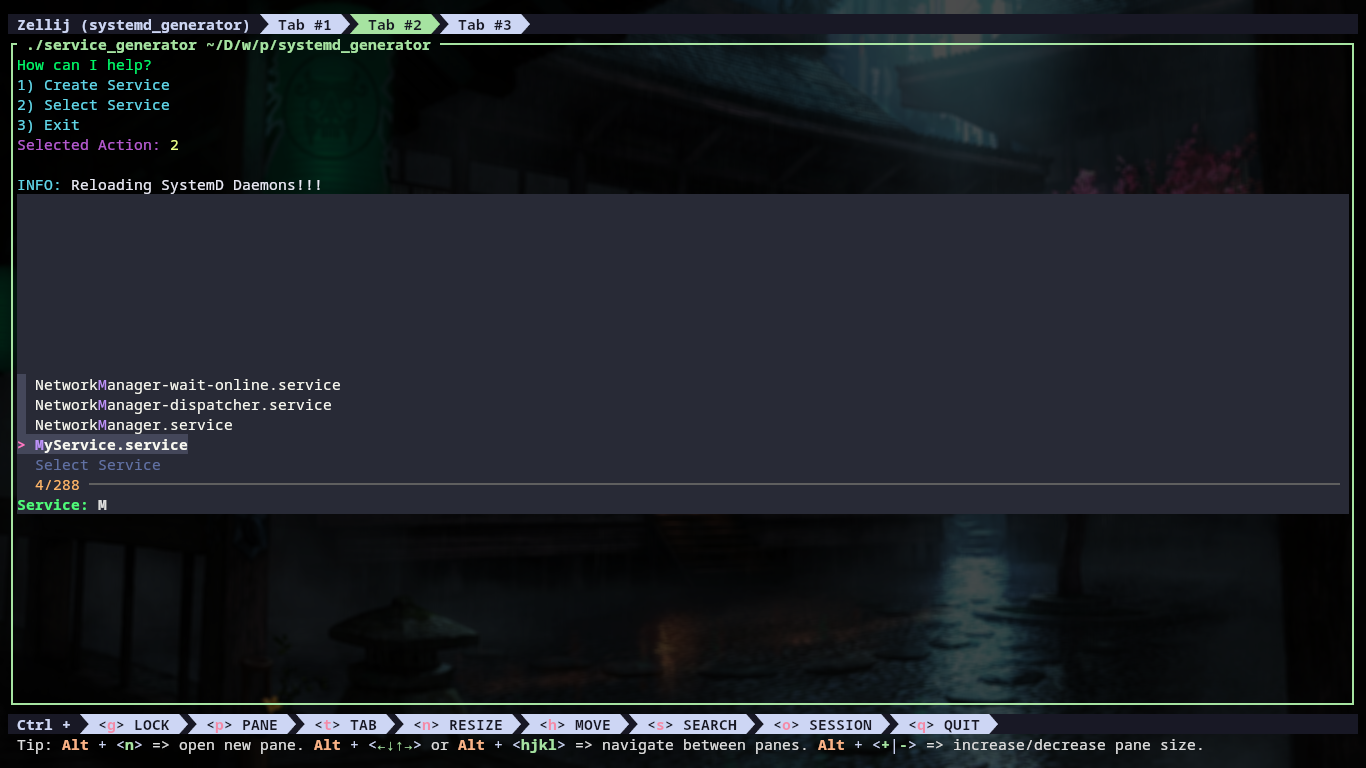 Zellij (systemd_generator) Tab #1 Tab #2 Tab #3
./service_generator ~/D/w/p/systemd_generator
How can I help?
1) Create Service
2) Select Service
3) Exit
Selected Action: 2
INFO: Reloading SystemD Daemons!!!
NetworkManager-wait-online.service
NetworkManager-dispatcher.service
NetworkManager.service
> MyService.service
Select Service
4/288
Service: M
Ctrl + <g> LOCK <p> PANE <t> TAB <n> RESIZE <h> MOVE <s> SEARCH <o> SESSION <q> QUIT
Tip: Alt + <n> => open new pane. Alt + <←↓↑→> or Alt + <hjkl> => navigate between panes. Alt + <+|-> => increase/decrease pane size.